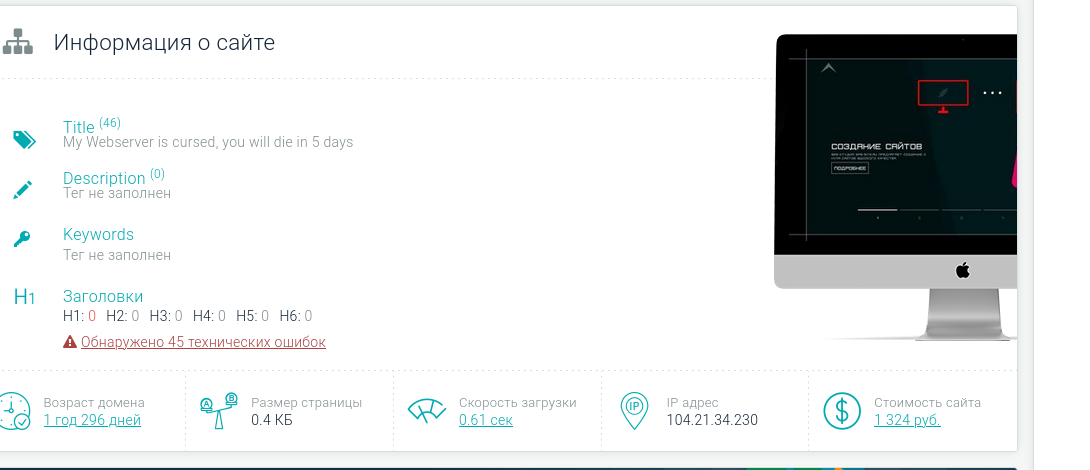 Информация о сайте
Title (46)
My Webserver is cursed, you will die in 5 days
Description (0)
Тег не заполнен
Keywords
Тег не заполнен
H1 Заголовки
H1: 0 H2: 0 H3: 0 H4: 0 H5: 0 H6: 0
Обнаружено 45 технических ошибок
СОЗДАНИЕ САЙТОВ
ПОДРОБНЕЕ
A B
IP
Возраст домена
1 год 296 дней
Размер страницы
0.4 КБ
Скорость загрузки
0.61 сек
IP адрес
104.21.34.230
Стоимость сайта
1 324 руб.